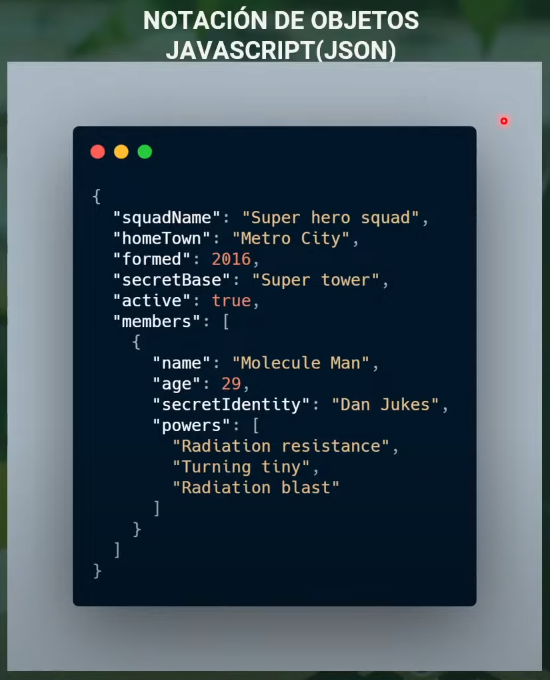 NOTACIÓN DE OBJETOS
JAVASCRIPT(JSON)
{
  "squadName": "Super hero squad",
  "homeTown": "Metro City",
  "formed": 2016,
  "secretBase": "Super tower",
  "active": true,
  "members": [
    {
      "name": "Molecule Man",
      "age": 29,
      "secretIdentity": "Dan Jukes",
      "powers": [
        "Radiation resistance",
        "Turning tiny",
        "Radiation blast"
      ]
    }
  ]
}